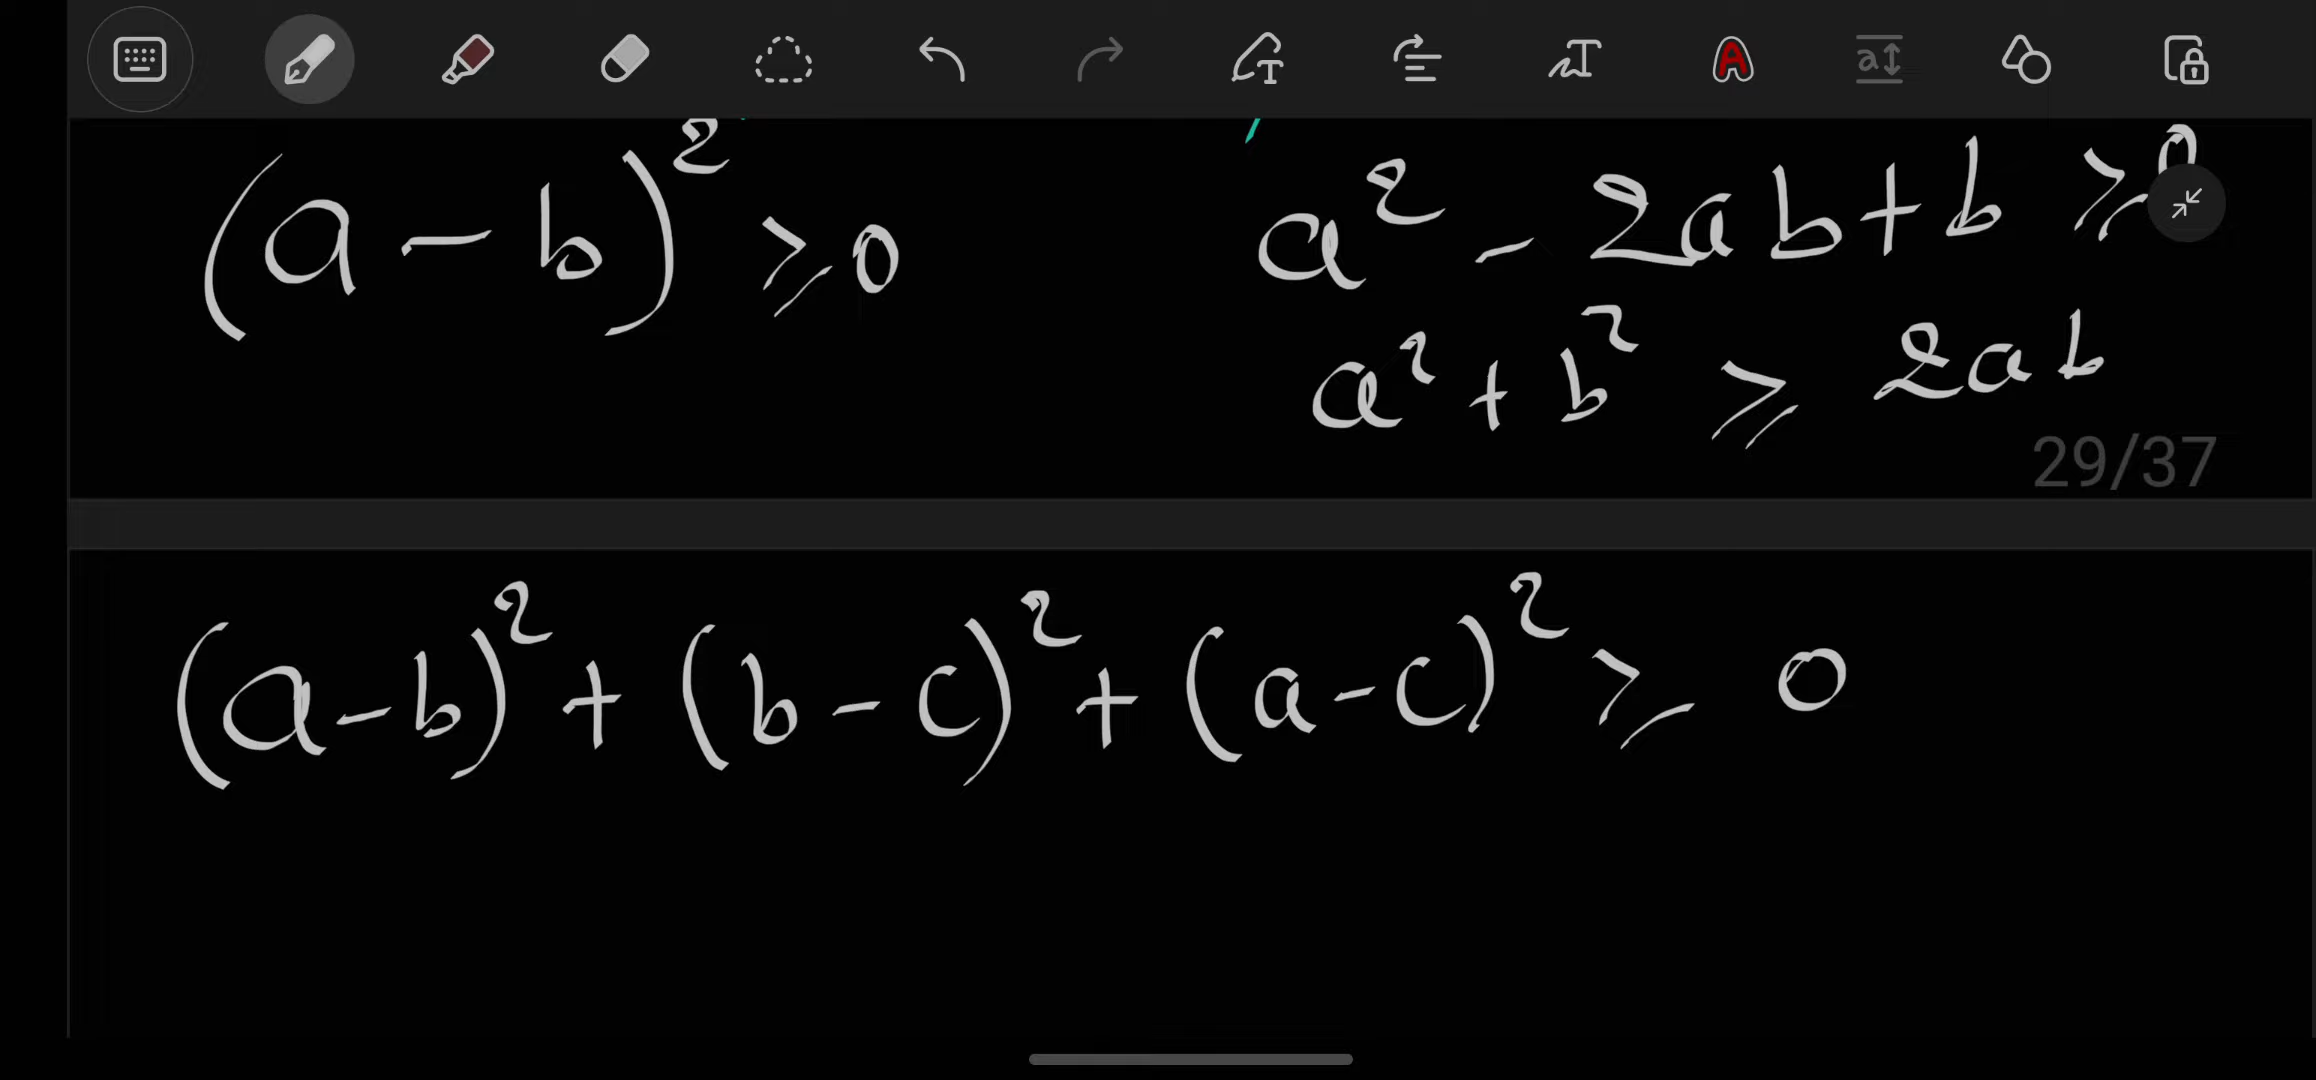 (a - b)² ≥ 0
a² - 2ab + b ≥ 0
a² + b² ≥ 2ab
29/37
(a - b)² + (b - c)² + (a - c)² ≥ 0